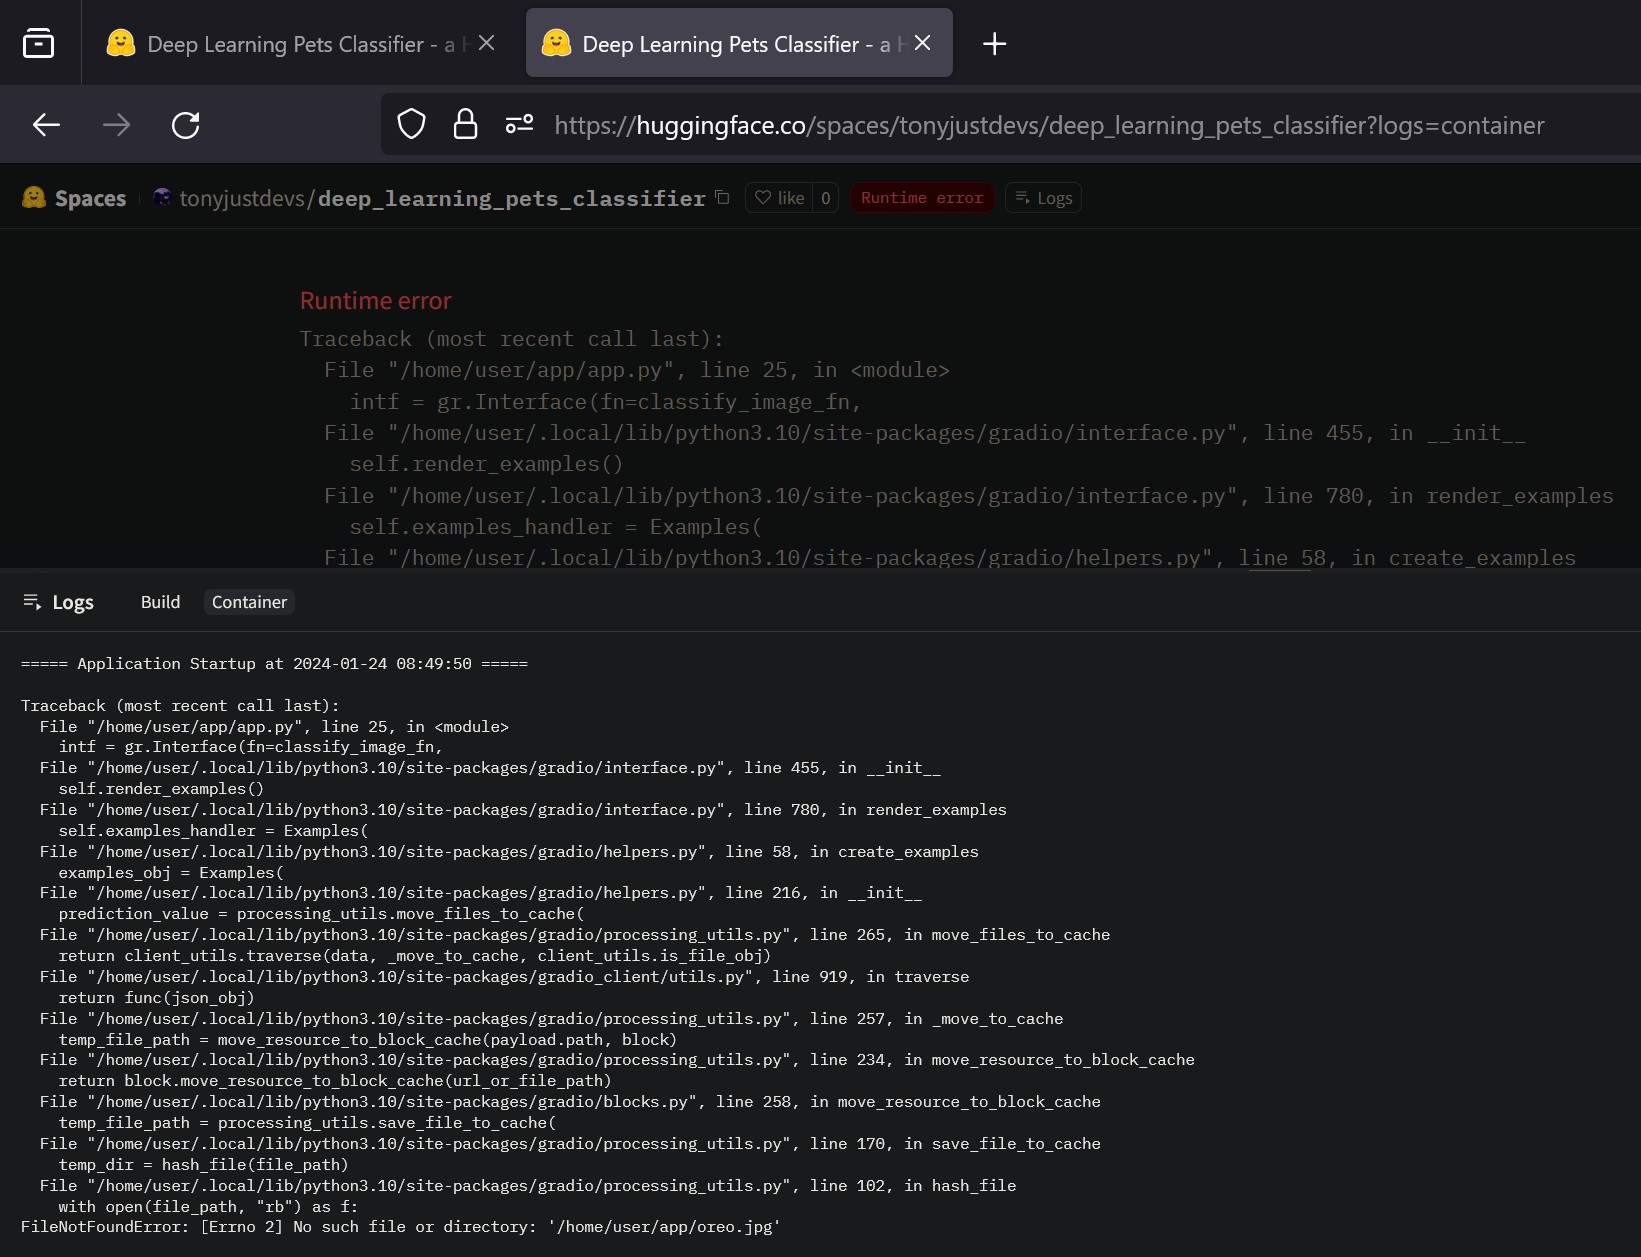 Deep Learning Pets Classifier - a H
Deep Learning Pets Classifier - a H
https://huggingface.co/spaces/tonyjustdevs/deep_learning_pets_classifier?logs=container
Spaces tonyjustdevs/deep_learning_pets_classifier like 0 Runtime error Logs
Runtime error
Traceback (most recent call last):
  File "/home/user/app/app.py", line 25, in <module>
    intf = gr.Interface(fn=classify_image_fn,
  File "/home/user/.local/lib/python3.10/site-packages/gradio/interface.py", line 455, in __init__
    self.render_examples()
  File "/home/user/.local/lib/python3.10/site-packages/gradio/interface.py", line 780, in render_examples
    self.examples_handler = Examples(
  File "/home/user/.local/lib/python3.10/site-packages/gradio/helpers.py", line 58, in create_examples
Logs Build Container
===== Application Startup at 2024-01-24 08:49:50 =====
Traceback (most recent call last):
  File "/home/user/app/app.py", line 25, in <module>
    intf = gr.Interface(fn=classify_image_fn,
  File "/home/user/.local/lib/python3.10/site-packages/gradio/interface.py", line 455, in __init__
    self.render_examples()
  File "/home/user/.local/lib/python3.10/site-packages/gradio/interface.py", line 780, in render_examples
    self.examples_handler = Examples(
  File "/home/user/.local/lib/python3.10/site-packages/gradio/helpers.py", line 58, in create_examples
    examples_obj = Examples(
  File "/home/user/.local/lib/python3.10/site-packages/gradio/helpers.py", line 216, in __init__
    prediction_value = processing_utils.move_files_to_cache(
  File "/home/user/.local/lib/python3.10/site-packages/gradio/processing_utils.py", line 265, in move_files_to_cache
    return client_utils.traverse(data, _move_to_cache, client_utils.is_file_obj)
  File "/home/user/.local/lib/python3.10/site-packages/gradio_client/utils.py", line 919, in traverse
    return func(json_obj)
  File "/home/user/.local/lib/python3.10/site-packages/gradio/processing_utils.py", line 257, in _move_to_cache
    temp_file_path = move_resource_to_block_cache(payload.path, block)
  File "/home/user/.local/lib/python3.10/site-packages/gradio/processing_utils.py", line 234, in move_resource_to_block_cache
    return block.move_resource_to_block_cache(url_or_file_path)
  File "/home/user/.local/lib/python3.10/site-packages/gradio/blocks.py", line 258, in move_resource_to_block_cache
    temp_file_path = processing_utils.save_file_to_cache(
  File "/home/user/.local/lib/python3.10/site-packages/gradio/processing_utils.py", line 170, in save_file_to_cache
    temp_dir = hash_file(file_path)
  File "/home/user/.local/lib/python3.10/site-packages/gradio/processing_utils.py", line 102, in hash_file
    with open(file_path, "rb") as f:
FileNotFoundError: [Errno 2] No such file or directory: '/home/user/app/oreo.jpg'